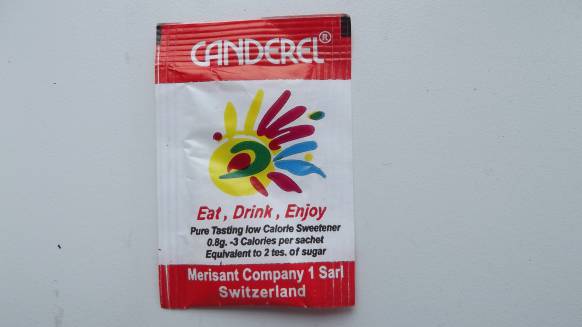 CANDEREL®
Eat, Drink, Enjoy
Pure Tasting low Calorie Sweetener
0.8g. -3 Calories per sachet
Equivalent to 2 tes. of sugar
Merisant Company 1 Sarl
Switzerland